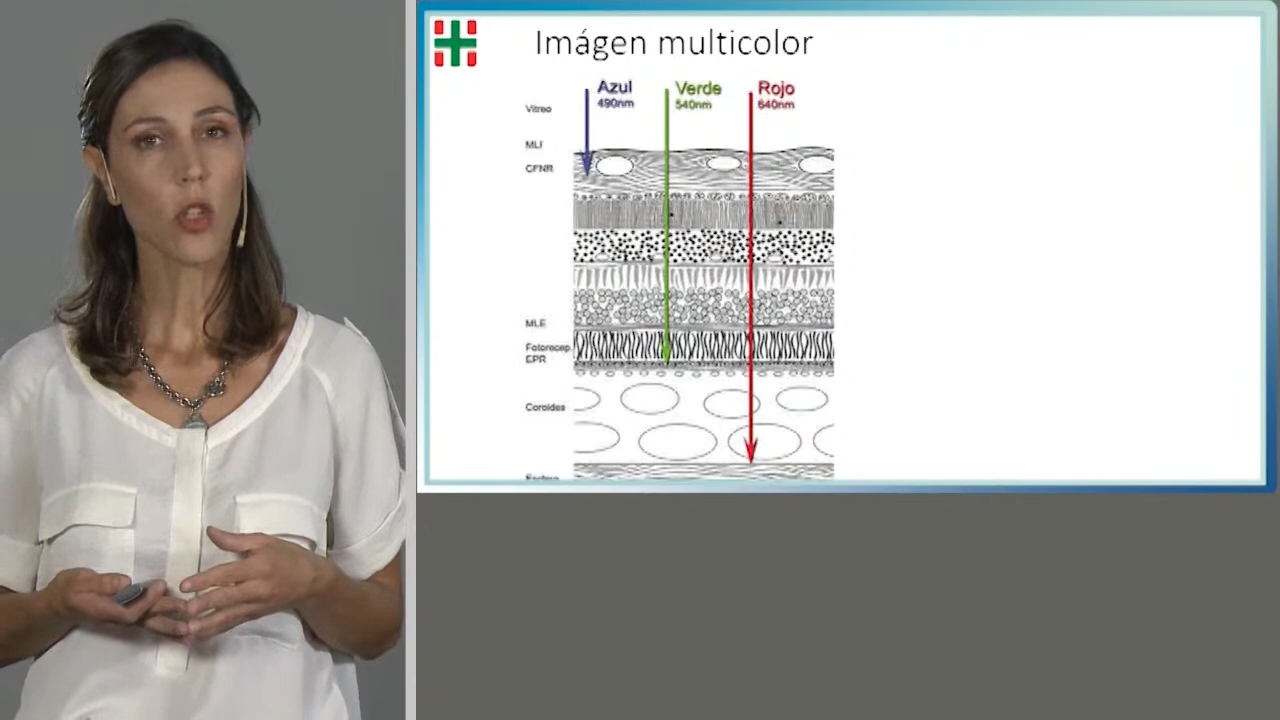 Imágen multicolor
Azul
490nm
Verde
540nm
Rojo
640nm
Vitreo
MLI
CFNR
MLE
Fotorecep.
EPR
Coroides